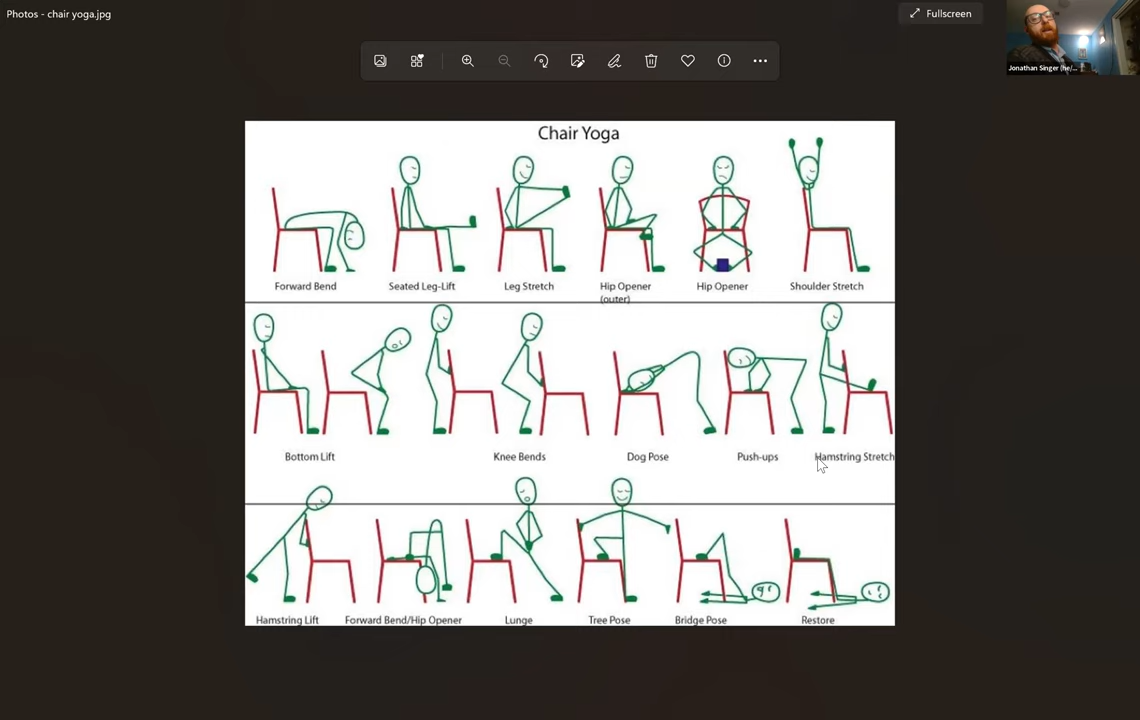 Photos - chair yoga.jpg
Fullscreen
Jonathan Singer (he/...
Chair Yoga
Forward Bend
Seated Leg-Lift
Leg Stretch
Hip Opener
(outer)
Hip Opener
Shoulder Stretch
Bottom Lift
Knee Bends
Dog Pose
Push-ups
Hamstring Stretch
Hamstring Lift
Forward Bend/Hip Opener
Lunge
Tree Pose
Bridge Pose
Restore